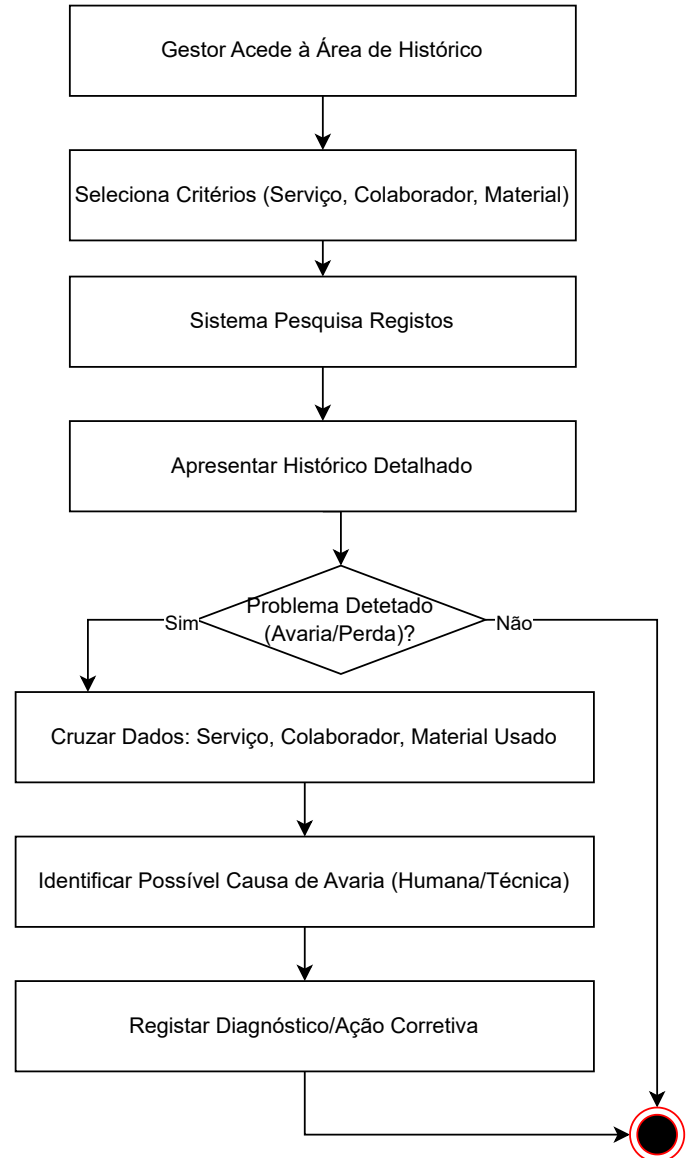 Gestor Acede à Área de Histórico
Seleciona Critérios (Serviço, Colaborador, Material)
Sistema Pesquisa Registos
Apresentar Histórico Detalhado
Problema Detetado
(Avaria/Perda)?
Sim
Não
Cruzar Dados: Serviço, Colaborador, Material Usado
Identificar Possível Causa de Avaria (Humana/Técnica)
Registar Diagnóstico/Ação Corretiva